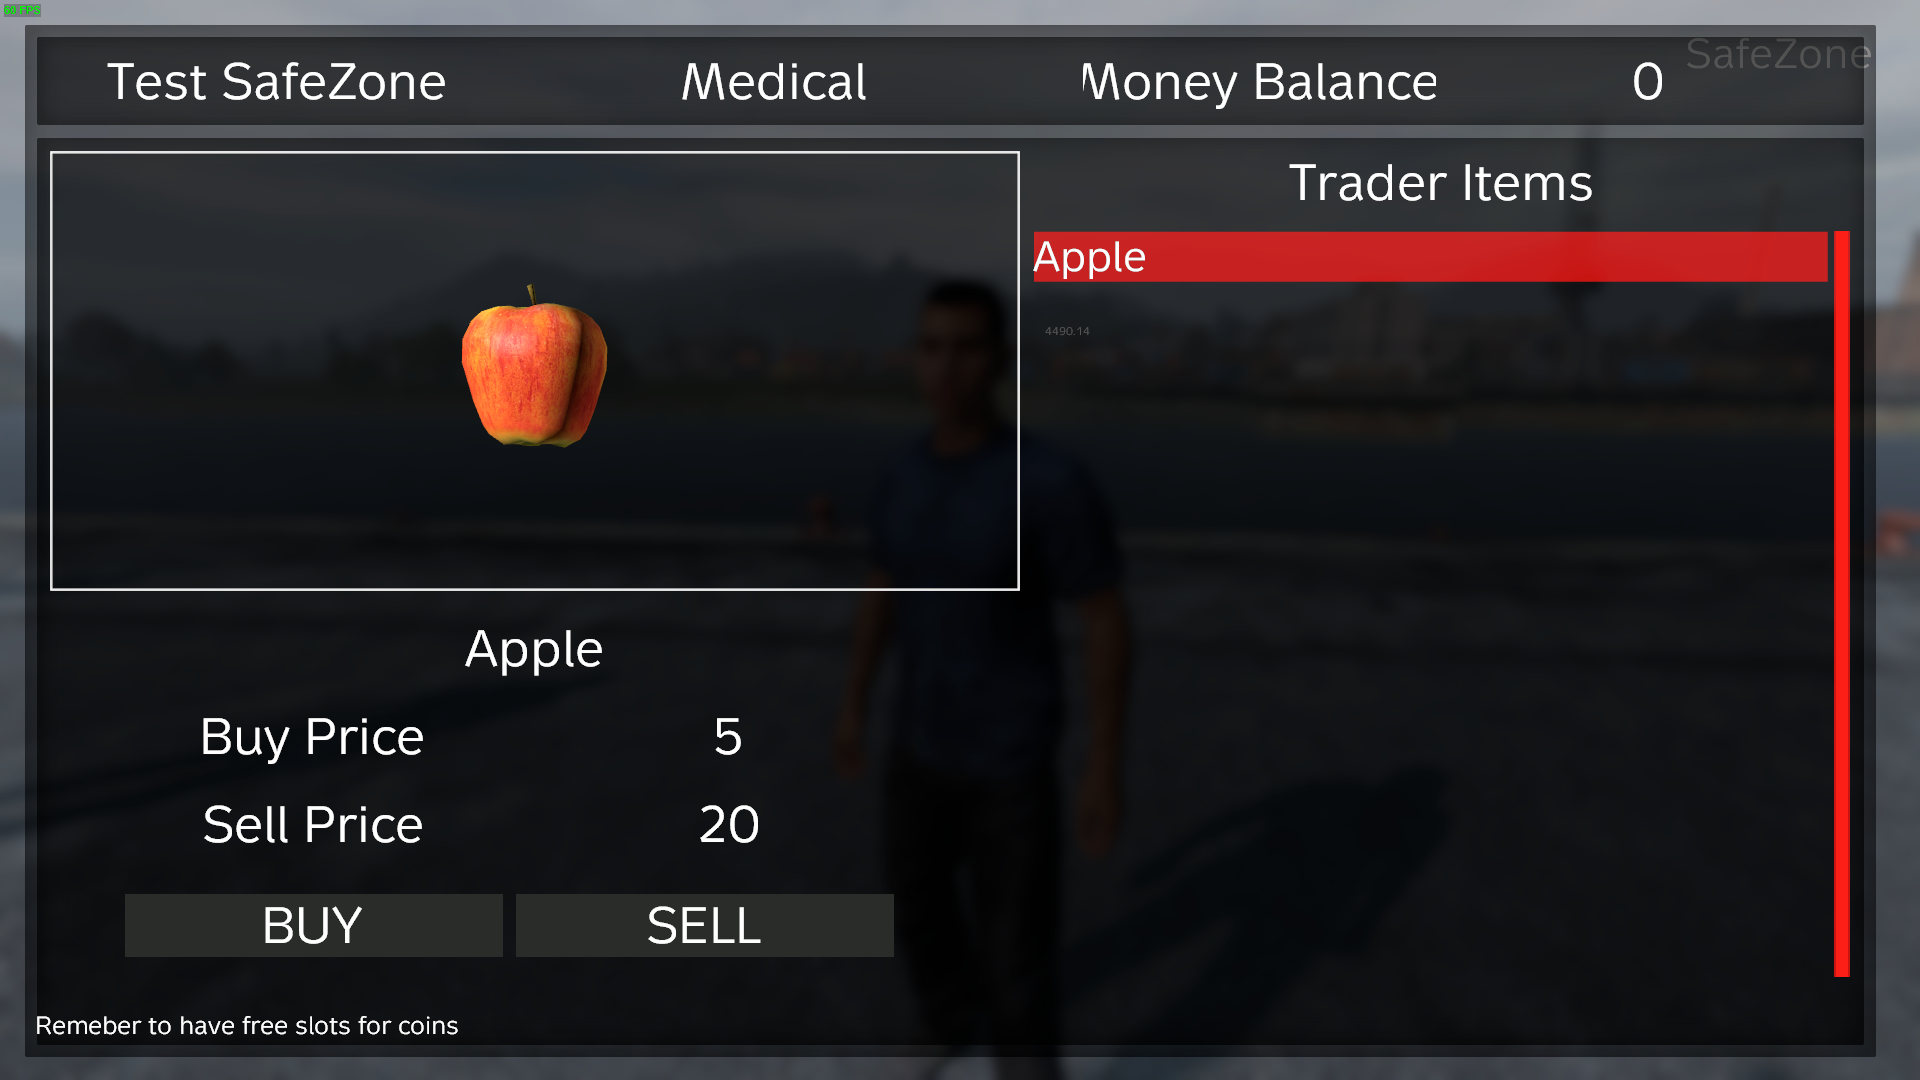 SafeZone
Test SafeZone Medical Money Balance 0
Trader Items
Apple
4490.14
Apple
Buy Price 5
Sell Price 20
BUY SELL
Remeber to have free slots for coins